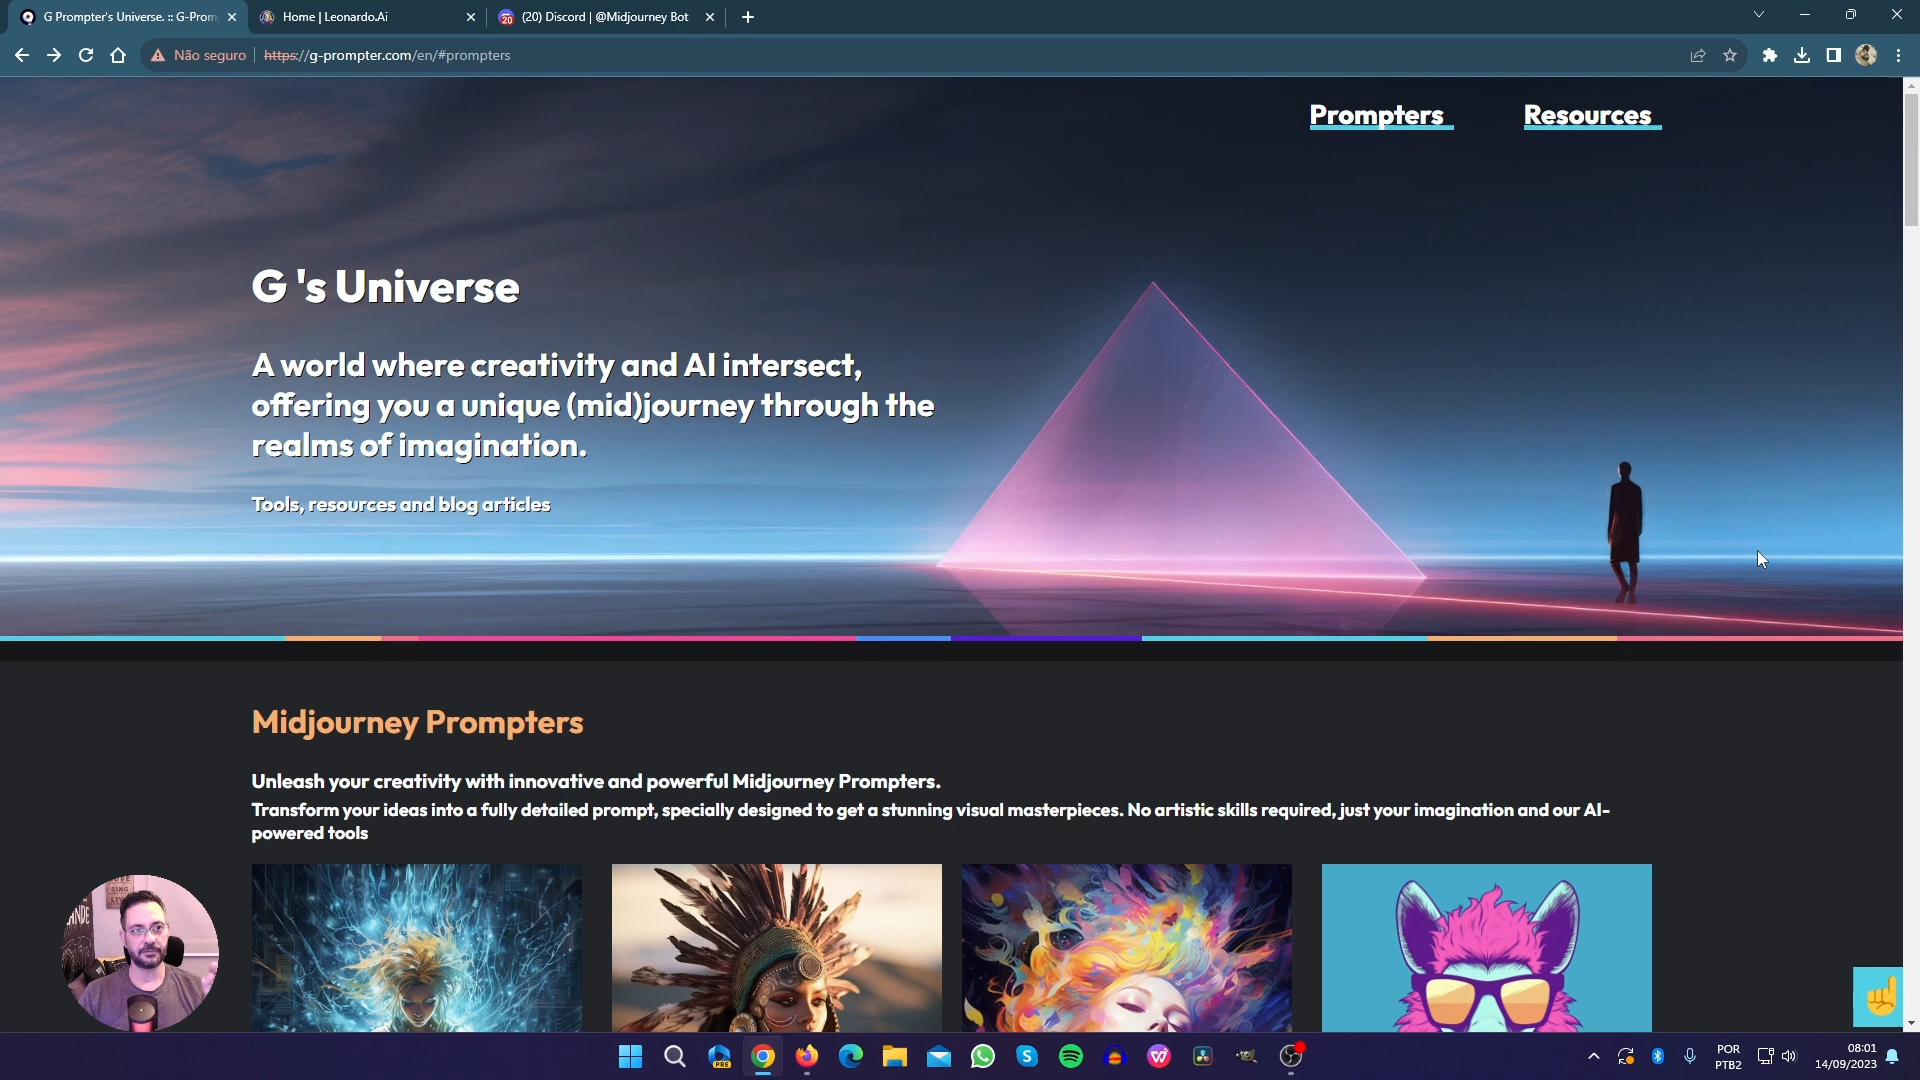 G Prompter's Universe. :: G-Prom
Home | Leonardo.Ai
(20) Discord | @Midjourney Bot
Não seguro
https://g-prompter.com/en/#prompters
Prompters
Resources
G 's Universe
A world where creativity and AI intersect,
offering you a unique (mid)journey through the
realms of imagination.
Tools, resources and blog articles
Midjourney Prompters
Unleash your creativity with innovative and powerful Midjourney Prompters.
Transform your ideas into a fully detailed prompt, specially designed to get a stunning visual masterpieces. No artistic skills required, just your imagination and our AI-
powered tools
SING
PRE
POR
PTB2
08:01
14/09/2023